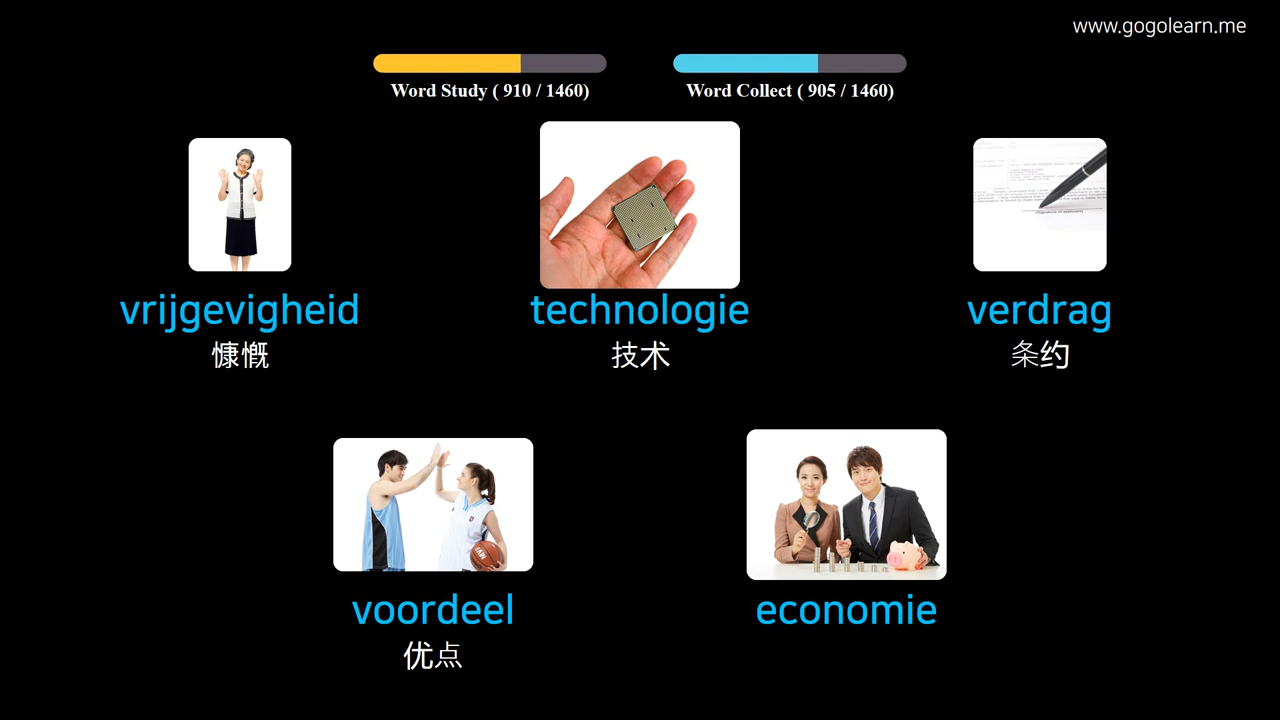 www.gogolearn.me
Word Study ( 910 / 1460)
Word Collect ( 905 / 1460)
vrijgevigheid
慷慨
technologie
技术
verdrag
条约
voordeel
优点
economie